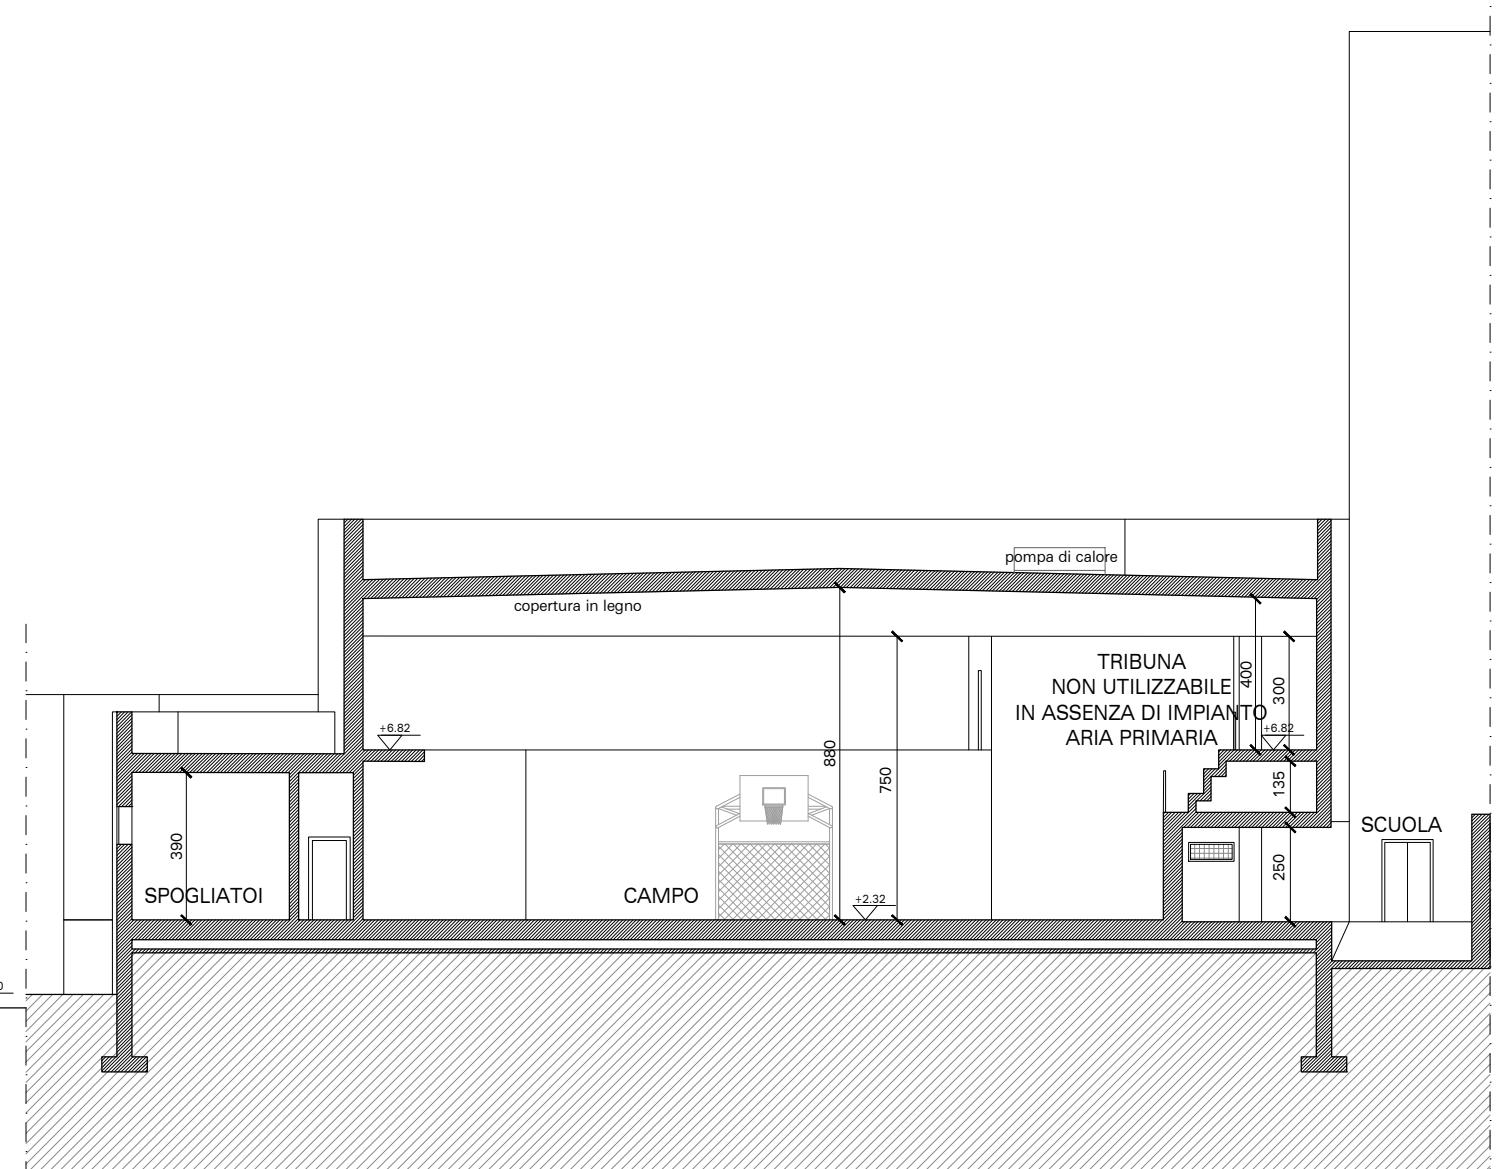 pompa di calore
copertura in legno
TRIBUNA
NON UTILIZZABILE
IN ASSENZA DI IMPIANTO
ARIA PRIMARIA
400
300
+6.82
+6.82
880
750
135
390
250
SCUOLA
SPOGLIATOI
CAMPO
+2.32